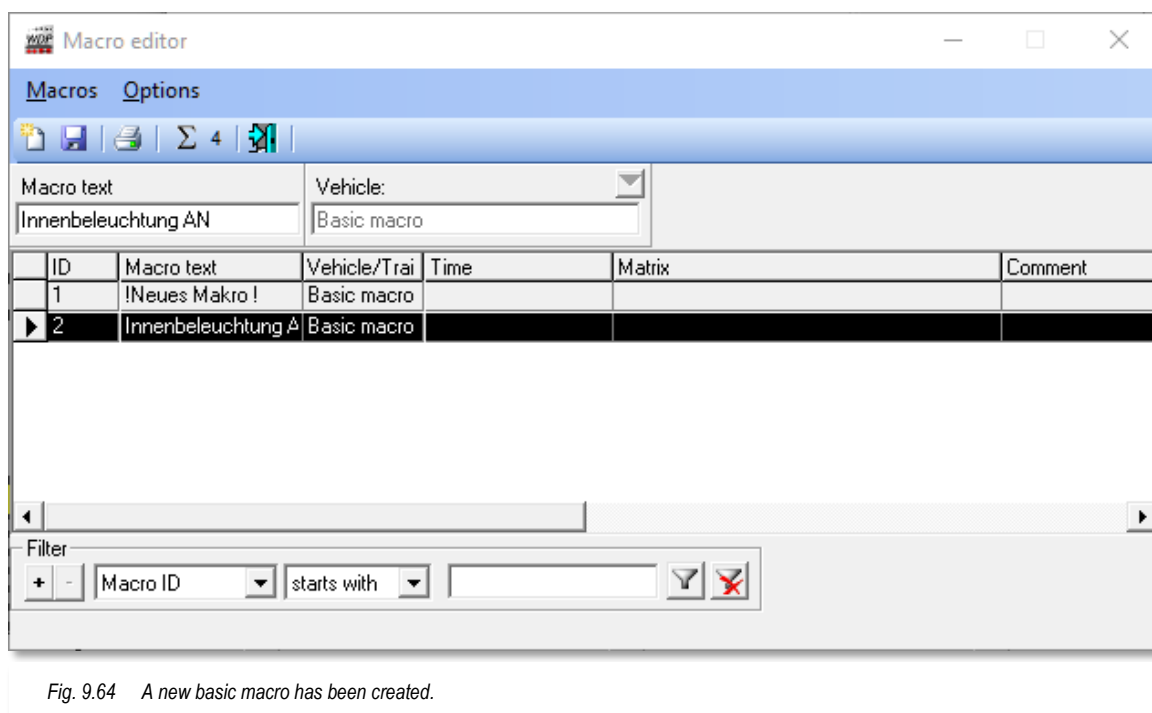 WDP Macro editor
Macros Options
Σ 4
Macro text Vehicle:
Innenbeleuchtung AN Basic macro
ID Macro text Vehicle/Trai Time Matrix Comment
1 !Neues Makro ! Basic macro
2 Innenbeleuchtung A Basic macro
Filter
+ - Macro ID starts with
Fig. 9.64 A new basic macro has been created.